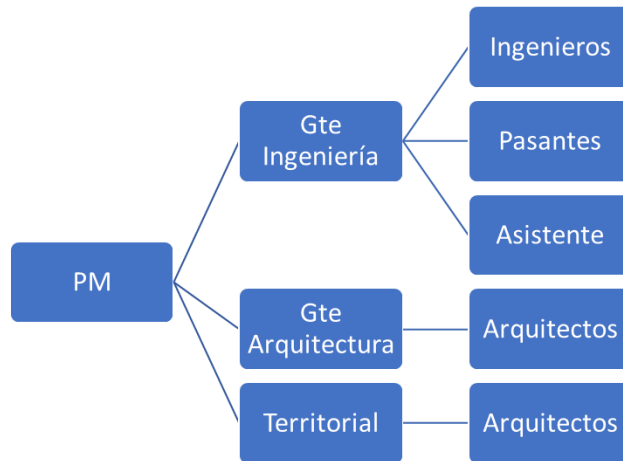 Ingenieros
Gte
Ingeniería
Pasantes
Asistente
PM
Gte
Arquitectura
Arquitectos
Territorial
Arquitectos